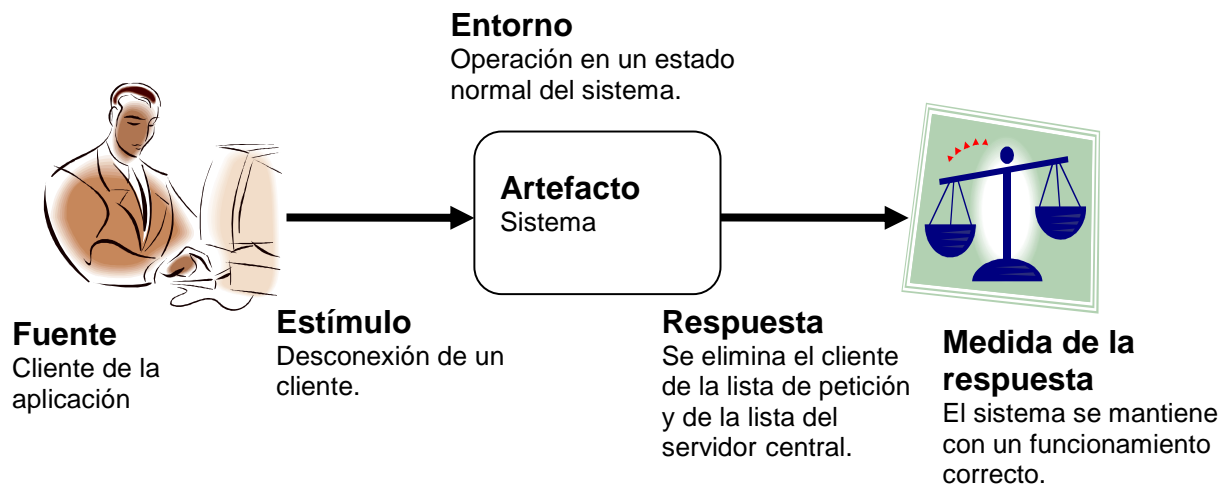 Entorno
Operación en un estado
normal del sistema.
Artefacto
Sistema
Fuente
Cliente de la
aplicación
Estímulo
Desconexión de un
cliente.
Respuesta
Se elimina el cliente
de la lista de petición
y de la lista del
servidor central.
Medida de la
respuesta
El sistema se mantiene
con un funcionamiento
correcto.